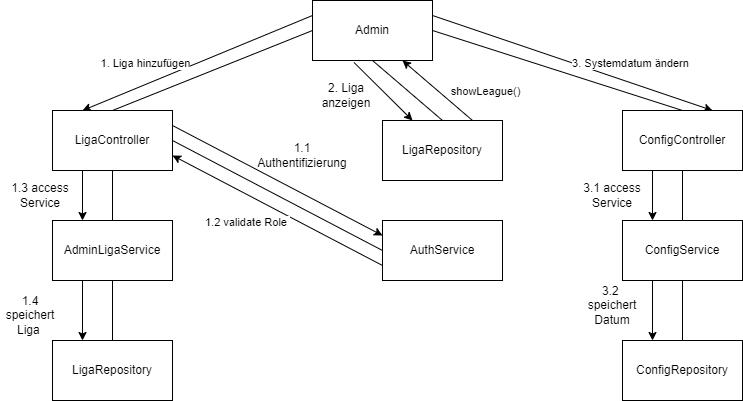 Admin
1. Liga hinzufügen
3. Systemdatum ändern
2. Liga
anzeigen
showLeague()
LigaController
LigaRepository
ConfigController
1.1
Authentifizierung
1.3 access
Service
3.1 access
Service
1.2 validate Role
AdminLigaService
AuthService
ConfigService
1.4
speichert
Liga
3.2
speichert
Datum
LigaRepository
ConfigRepository